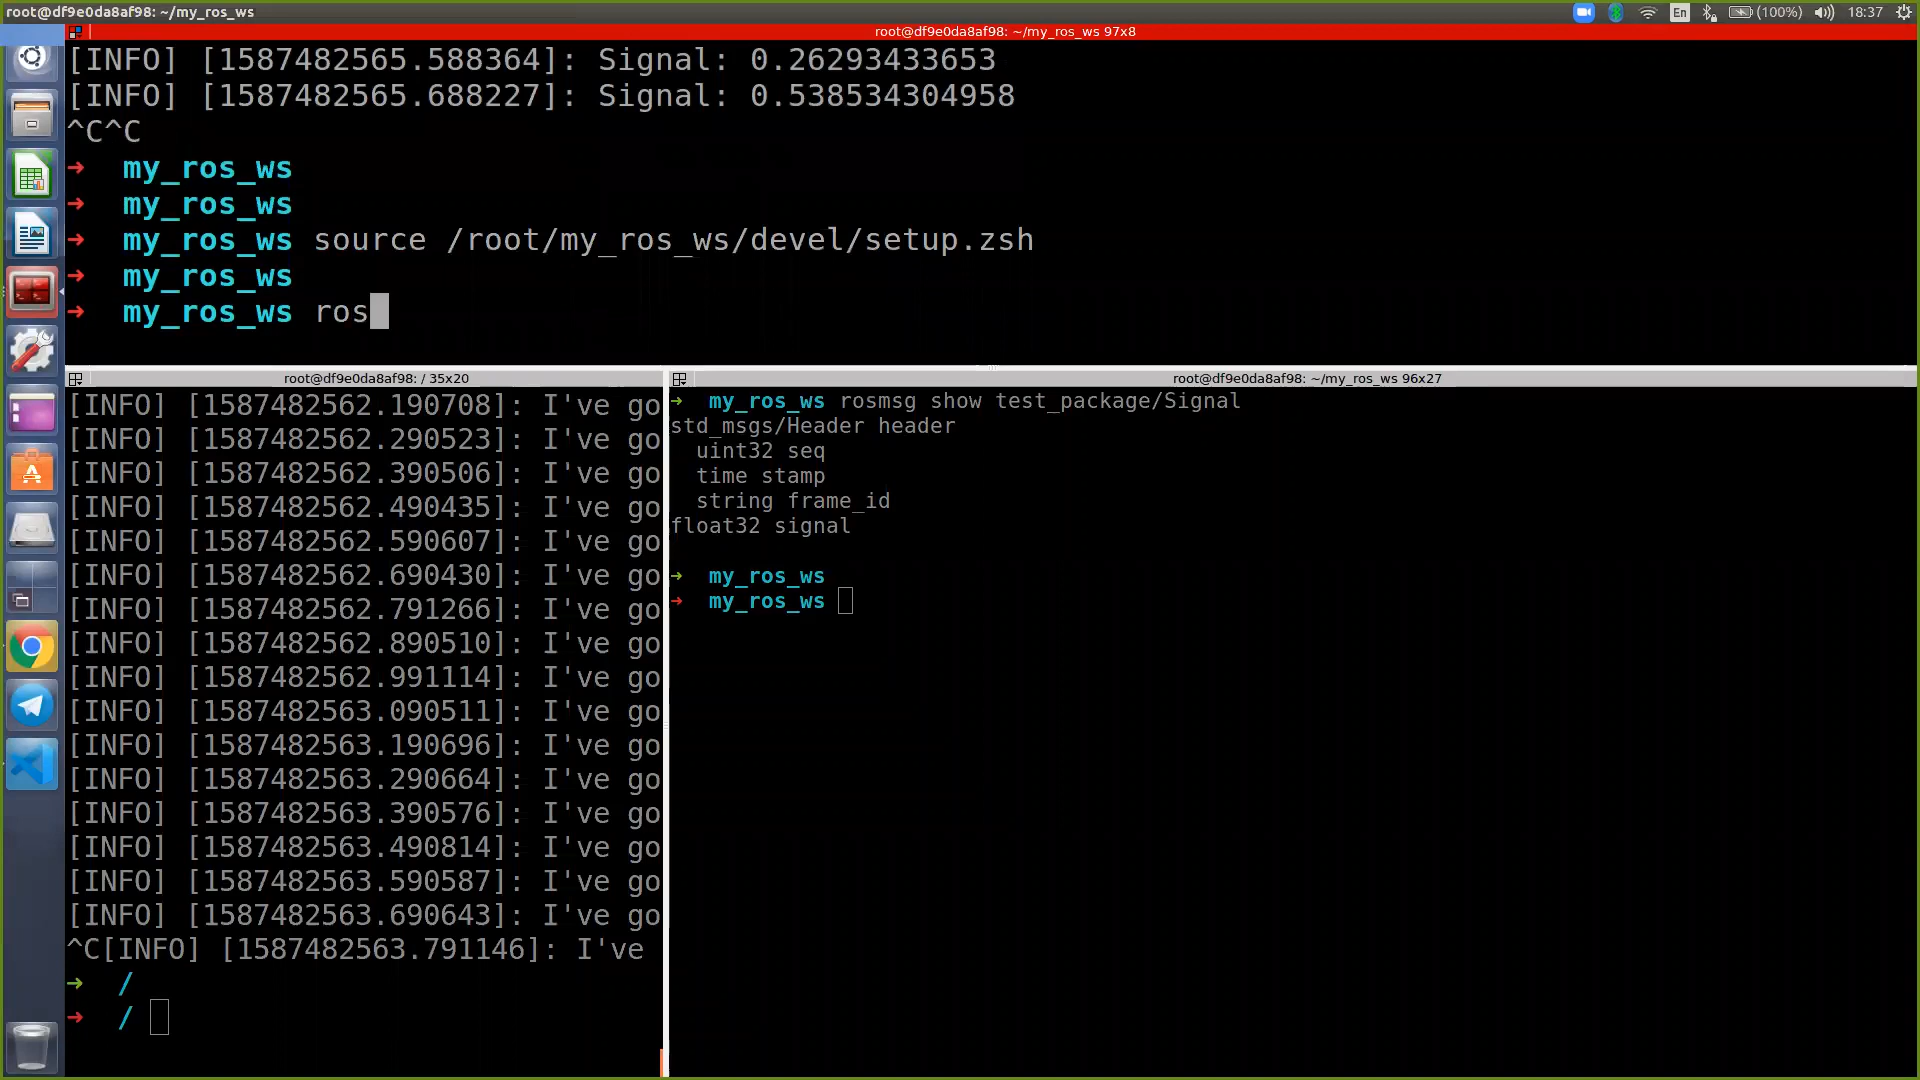 root@df9e0da8af98: ~/my_ros_ws
En
(100%)
18:37
root@df9e0da8af98: ~/my_ros_ws 97x8
[INFO] [1587482565.588364]: Signal: 0.26293433653
[INFO] [1587482565.688227]: Signal: 0.538534304958
^C^C
➜ my_ros_ws
➜ my_ros_ws
➜ my_ros_ws source /root/my_ros_ws/devel/setup.zsh
➜ my_ros_ws
➜ my_ros_ws ros
root@df9e0da8af98: / 35x20
[INFO] [1587482562.190708]: I've go
[INFO] [1587482562.290523]: I've go
[INFO] [1587482562.390506]: I've go
[INFO] [1587482562.490435]: I've go
[INFO] [1587482562.590607]: I've go
[INFO] [1587482562.690430]: I've go
[INFO] [1587482562.791266]: I've go
[INFO] [1587482562.890510]: I've go
[INFO] [1587482562.991114]: I've go
[INFO] [1587482563.090511]: I've go
[INFO] [1587482563.190696]: I've go
[INFO] [1587482563.290664]: I've go
[INFO] [1587482563.390576]: I've go
[INFO] [1587482563.490814]: I've go
[INFO] [1587482563.590587]: I've go
[INFO] [1587482563.690643]: I've go
^C[INFO] [1587482563.791146]: I've
➜ /
➜ /
root@df9e0da8af98: ~/my_ros_ws 96x27
➜ my_ros_ws rosmsg show test_package/Signal
std_msgs/Header header
uint32 seq
time stamp
string frame_id
float32 signal
➜ my_ros_ws
➜ my_ros_ws